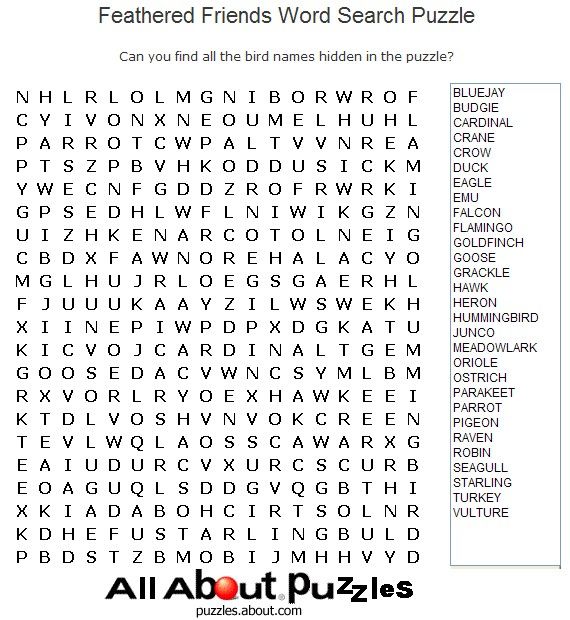 Feathered Friends Word Search Puzzle
Can you find all the bird names hidden in the puzzle?
N H L R L O L M G N I B O R W R O F
C Y I V O N X N E O U M E L H U H L
P A R R O T C W P A L T V V N R E A
P T S Z P B V H K O D D U S I C K M
Y W E C N F G D D Z R O F R W R K I
G P S E D H L W F L N I W I K G Z N
U I Z H K E N A R C O T O L N E I G
C B D X F A W N O R E H A L A C Y O
M G L H U J R L O E G S G A E R H L
F J U U U K A A Y Z I L W S W E K H
X I I N E P I W P D P X D G K A T U
K I C V O J C A R D I N A L T G E M
G O O S E D A C V W N C S Y M L B M
R X V O R L R Y O E X H A W K E E I
K T D L V O S H V N V O K C R E E N
T E V L W Q L A O S S C A W A R X G
E A I U D U R C V X U R C S C U R B
E O A G U Q L S D D G V Q G B T H I
X K I A D A B O H C I R T S O L N R
K D H E F U S T A R L I N G B U L D
P B D S T Z B M O B I J M H H V Y D
BLUEJAY
BUDGIE
CARDINAL
CRANE
CROW
DUCK
EAGLE
EMU
FALCON
FLAMINGO
GOLDFINCH
GOOSE
GRACKLE
HAWK
HERON
HUMMINGBIRD
JUNCO
MEADOWLARK
ORIOLE
OSTRICH
PARAKEET
PARROT
PIGEON
RAVEN
ROBIN
SEAGULL
STARLING
TURKEY
VULTURE
All About Puzzles
puzzles.about.com